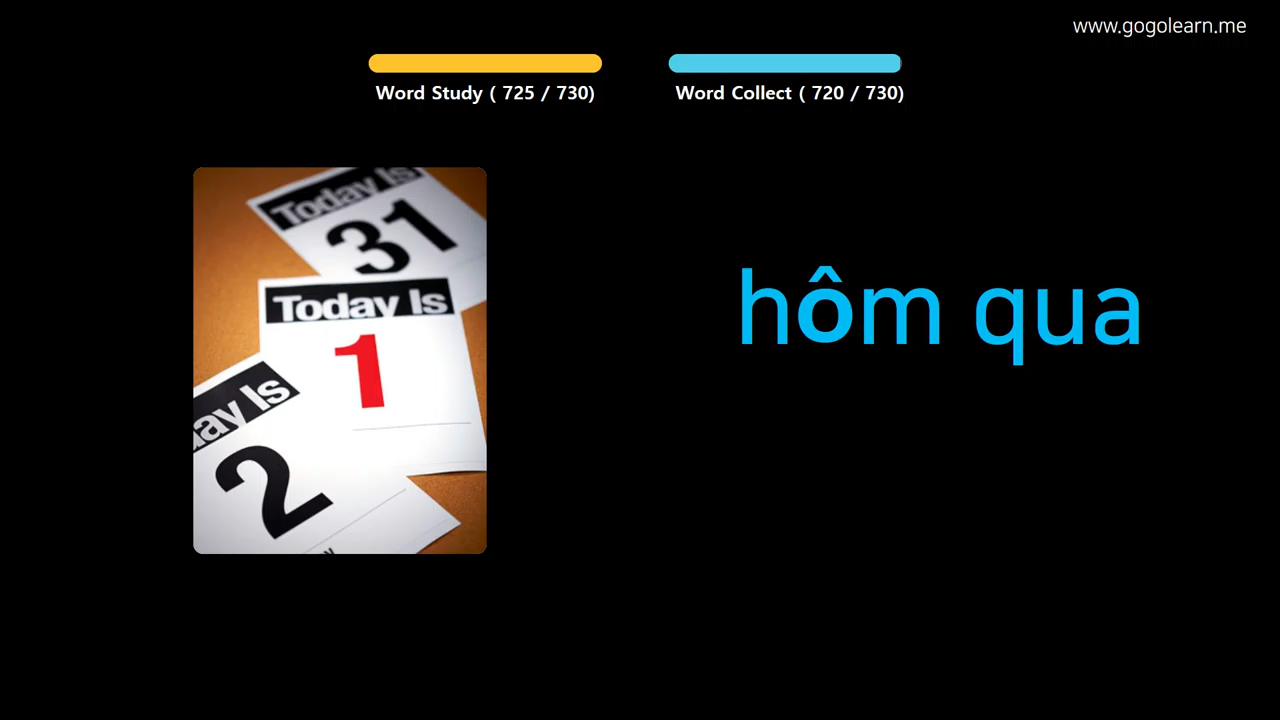 www.gogolearn.me
Word Study ( 725 / 730)
Word Collect ( 720 / 730)
Today Is
31
Today Is
1
day Is
2
hôm qua